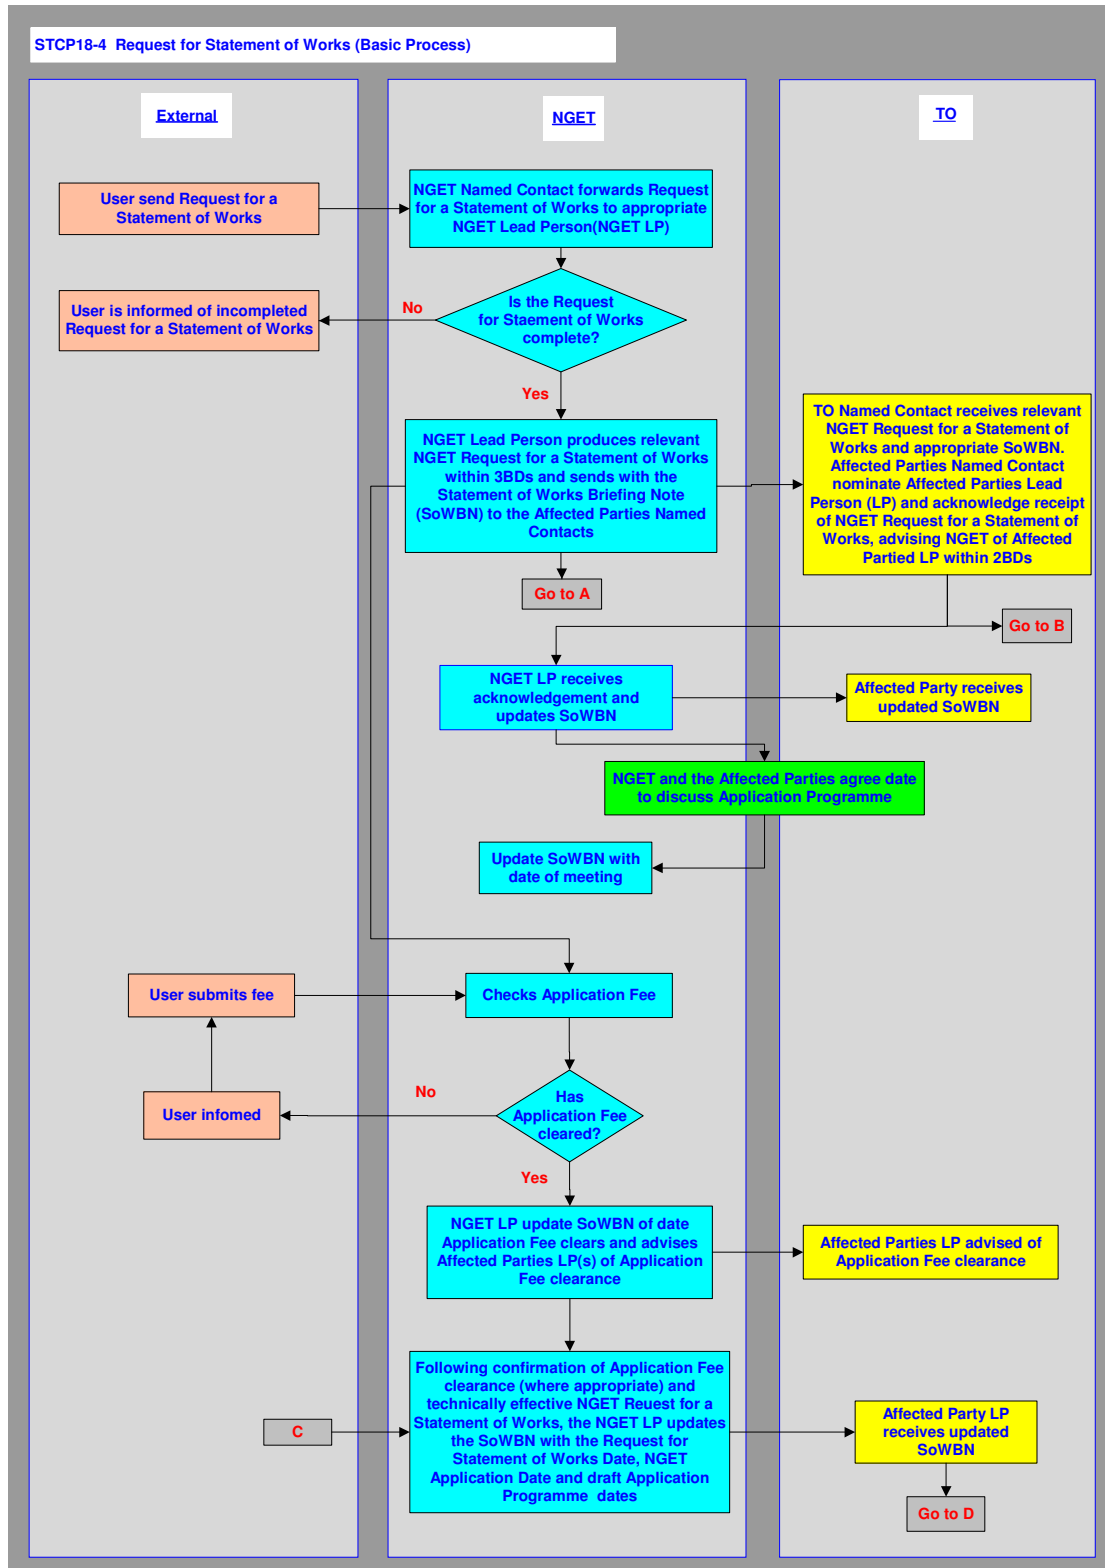 STCP18-4 Request for Statement of Works (Basic Process)
External
NGET
TO
User send Request for a
Statement of Works
NGET Named Contact forwards Request
for a Statement of Works to appropriate
NGET Lead Person(NGET LP)
User is informed of incompleted
Request for a Statement of Works
No
Is the Request
for Staement of Works
complete?
Yes
NGET Lead Person produces relevant
NGET Request for a Statement of Works
within 3BDs and sends with the
Statement of Works Briefing Note
(SoWBN) to the Affected Parties Named
Contacts
TO Named Contact receives relevant
NGET Request for a Statement of
Works and appropriate SoWBN.
Affected Parties Named Contact
nominate Affected Parties Lead
Person (LP) and acknowledge receipt
of NGET Request for a Statement of
Works, advising NGET of Affected
Partied LP within 2BDs
Go to A
Go to B
NGET LP receives
acknowledgement and
updates SoWBN
Affected Party receives
updated SoWBN
NGET and the Affected Parties agree date
to discuss Application Programme
Update SoWBN with
date of meeting
User submits fee
Checks Application Fee
User infomed
No
Has
Application Fee
cleared?
Yes
NGET LP update SoWBN of date
Application Fee clears and advises
Affected Parties LP(s) of Application
Fee clearance
Affected Parties LP advised of
Application Fee clearance
C
Following confirmation of Application Fee
clearance (where appropriate) and
technically effective NGET Reuest for a
Statement of Works, the NGET LP updates
the SoWBN with the Request for
Statement of Works Date, NGET
Application Date and draft Application
Programme dates
Affected Party LP
receives updated
SoWBN
Go to D